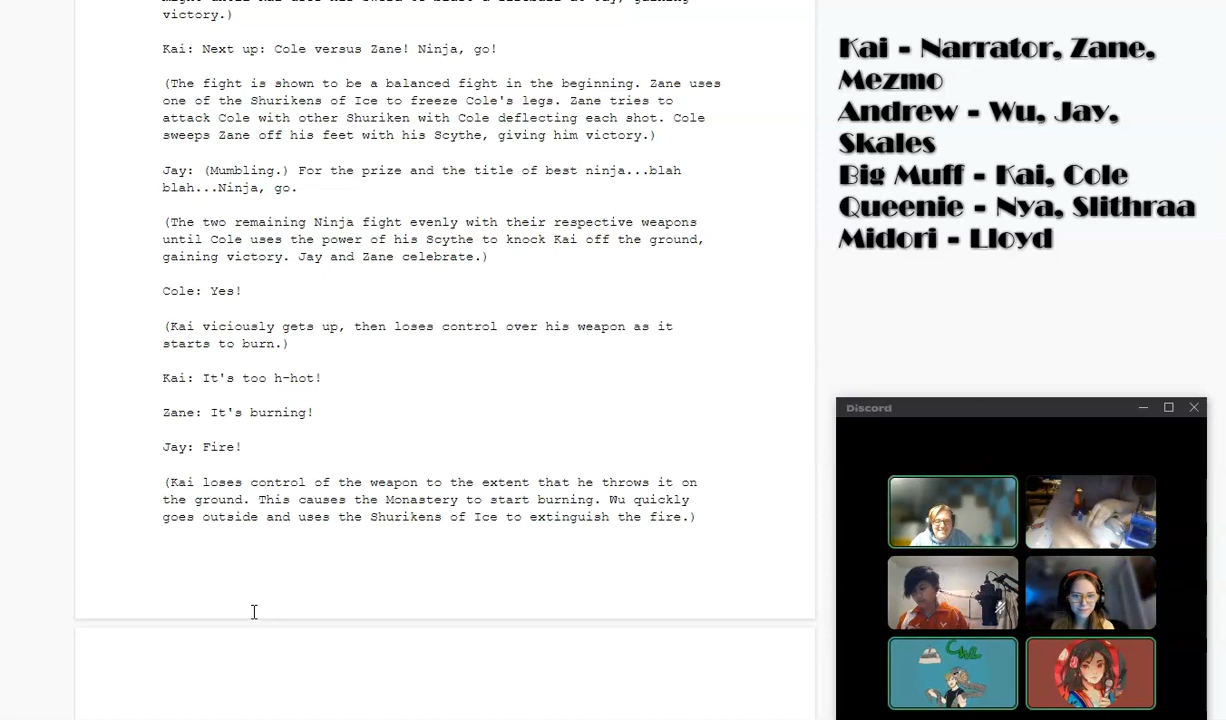 victory.)
Kai: Next up: Cole versus Zane! Ninja, go!
(The fight is shown to be a balanced fight in the beginning. Zane uses
one of the Shurikens of Ice to freeze Cole's legs. Zane tries to
attack Cole with other Shuriken with Cole deflecting each shot. Cole
sweeps Zane off his feet with his Scythe, giving him victory.)
Jay: (Mumbling.) For the prize and the title of best ninja...blah
blah...Ninja, go.
(The two remaining Ninja fight evenly with their respective weapons
until Cole uses the power of his Scythe to knock Kai off the ground,
gaining victory. Jay and Zane celebrate.)
Cole: Yes!
(Kai viciously gets up, then loses control over his weapon as it
starts to burn.)
Kai: It's too h-hot!
Zane: It's burning!
Jay: Fire!
(Kai loses control of the weapon to the extent that he throws it on
the ground. This causes the Monastery to start burning. Wu quickly
goes outside and uses the Shurikens of Ice to extinguish the fire.)
Kai - Narrator, Zane,
Mezmo
Andrew - Wu, Jay,
Skales
Big Muff - Kai, Cole
Queenie - Nya, Slithraa
Midori - Lloyd
Discord